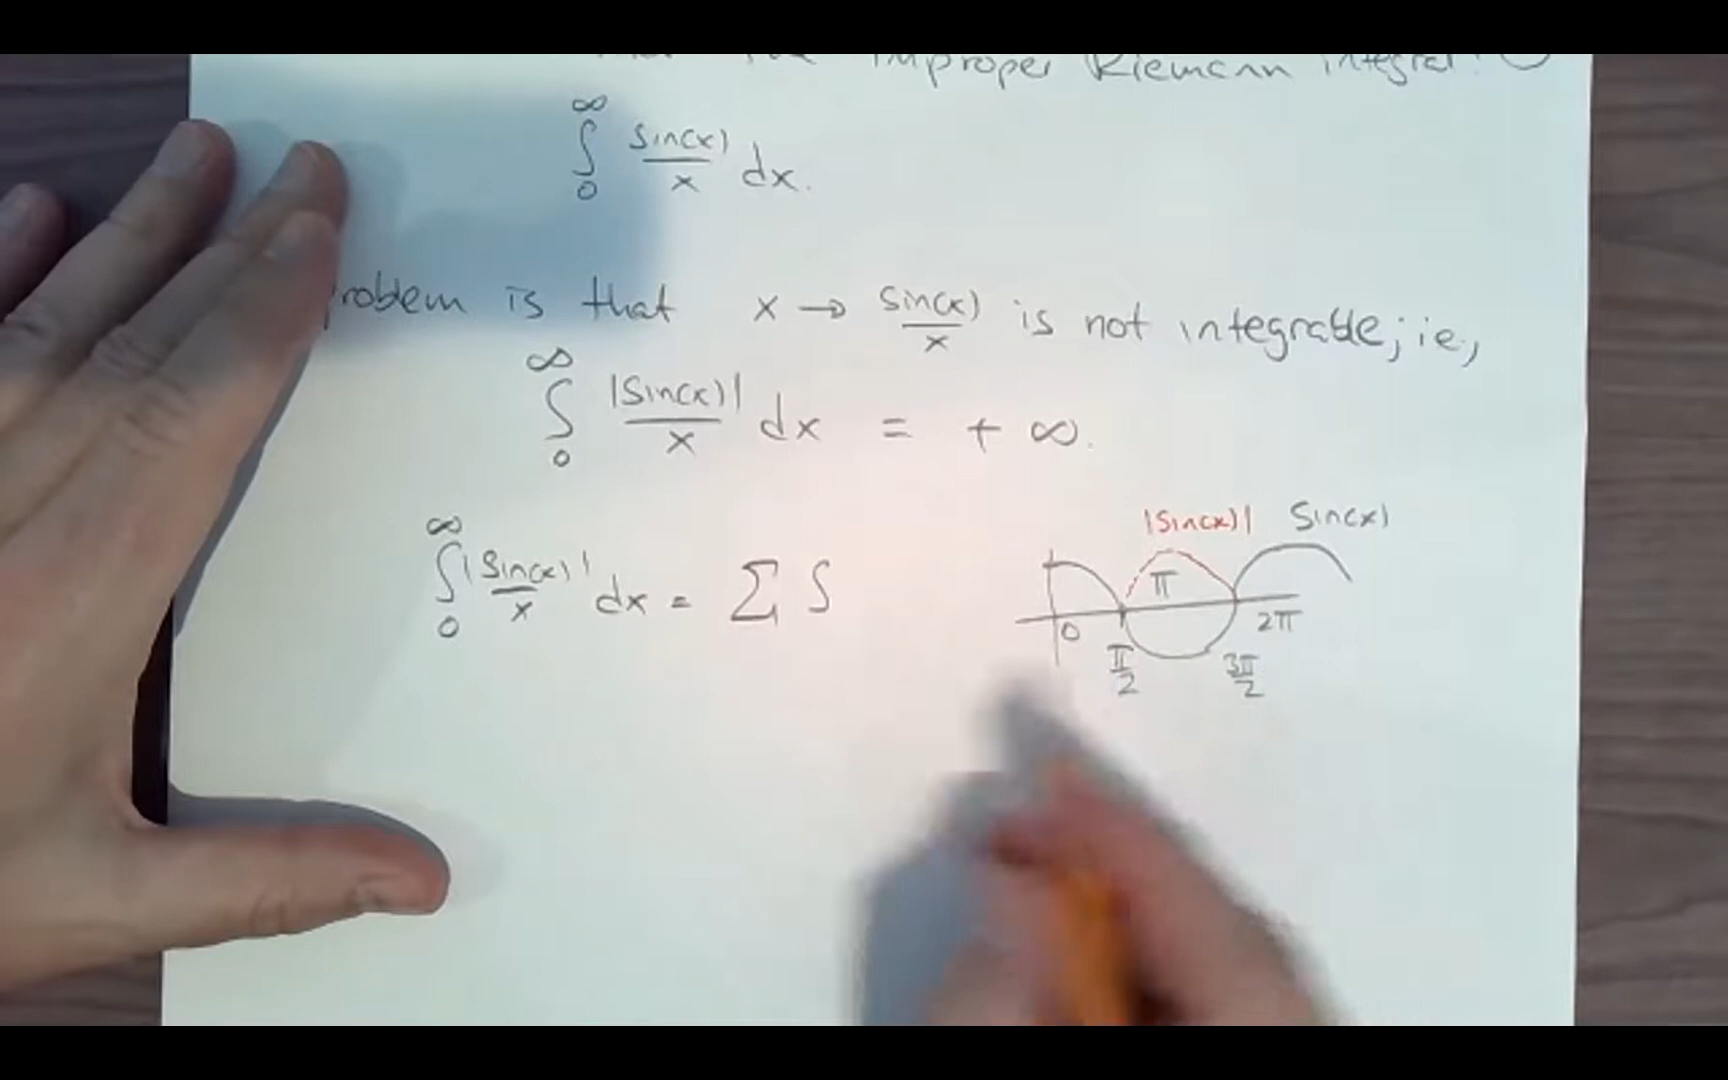 improper Riemann integral:
∞
∫ sin(x)/x dx.
0
roblem is that x → sin(x)/x is not integrable; ie,
∞
∫ |sin(x)|/x dx = + ∞.
0
∞
∫ |sin(x)|/x dx = Σ ∫
0
|sin(x)| sin(x)
π
0 2π
π/2 3π/2